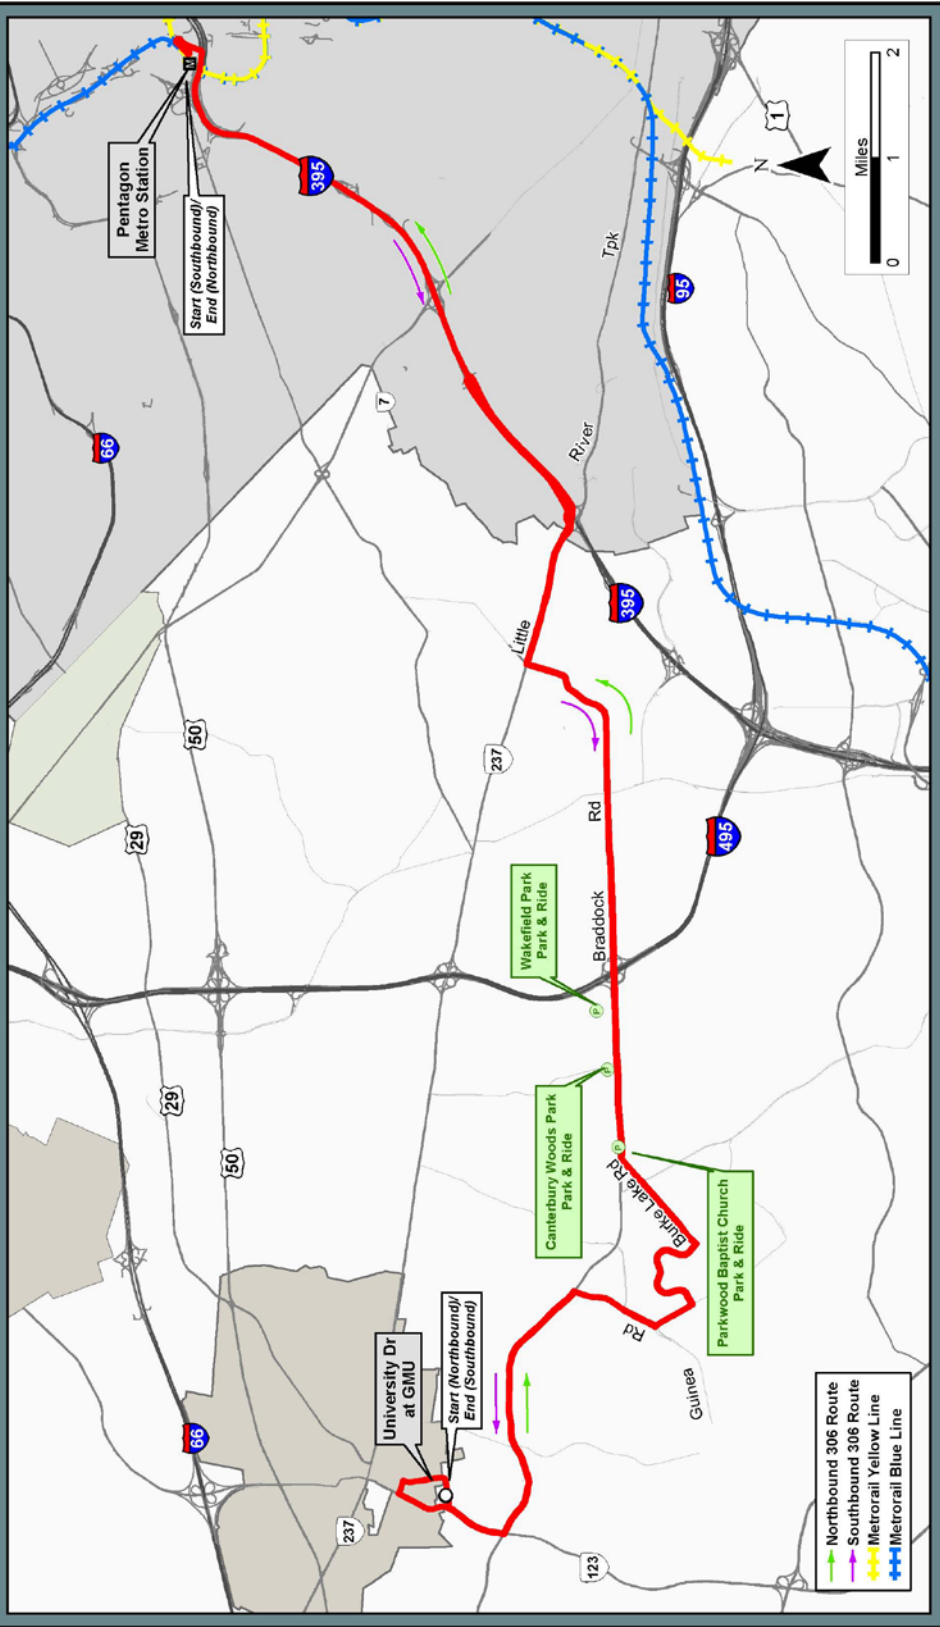 66
29
50
7
Pentagon
Metro Station
Start (Southbound)/
End (Northbound)
M
395
1
N
Miles
0
1
2
River
Tpk
95
Little
395
237
Rd
Braddock
495
Wakefield Park
Park & Ride
P
Canterbury Woods Park
Park & Ride
P
Parkwood Baptist Church
Park & Ride
P
Burke Lake Rd
Guinea
Rd
29
50
66
University Dr
at GMU
Start (Northbound)/
End (Southbound)
237
123
Northbound 306 Route
Southbound 306 Route
Metrorail Yellow Line
Metrorail Blue Line